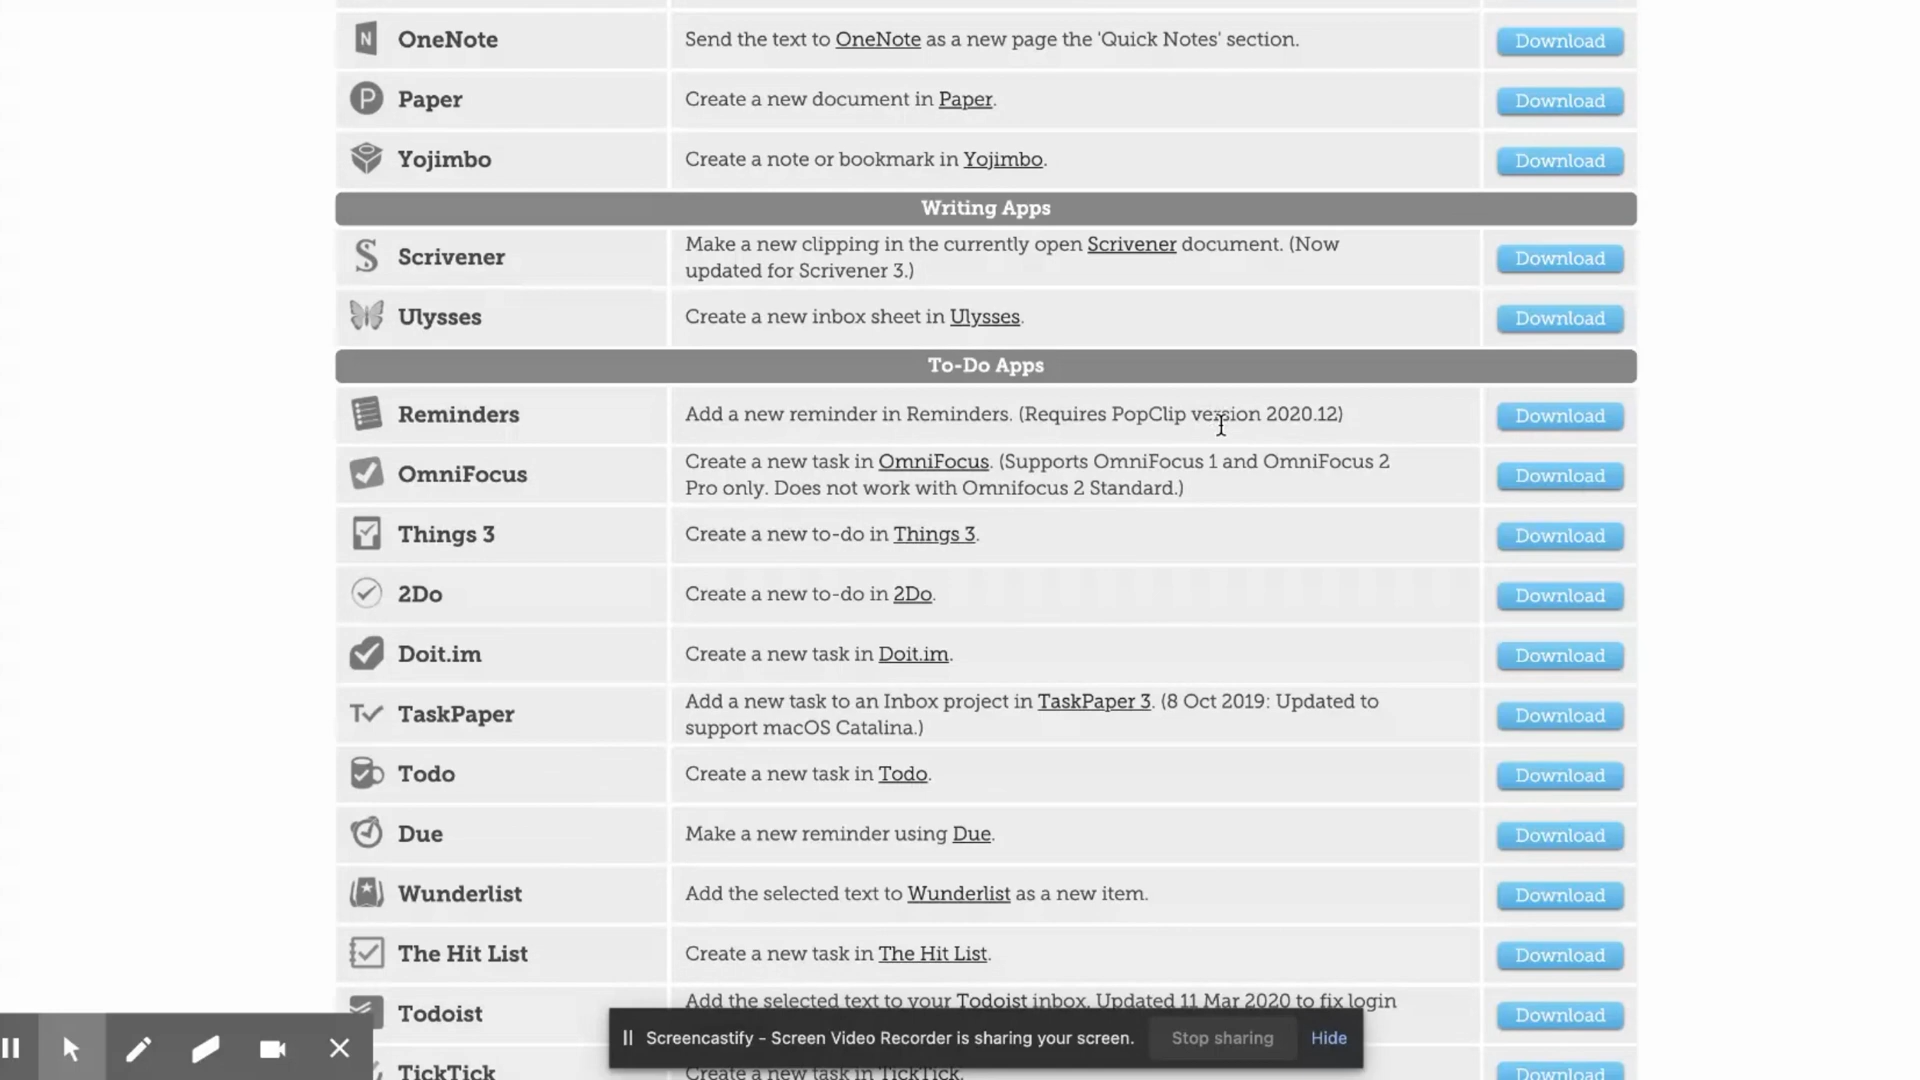 OneNote
Send the text to OneNote as a new page the 'Quick Notes' section.
Download
Paper
Create a new document in Paper.
Download
Yojimbo
Create a note or bookmark in Yojimbo.
Download
Writing Apps
Scrivener
Make a new clipping in the currently open Scrivener document. (Now
updated for Scrivener 3.)
Download
Ulysses
Create a new inbox sheet in Ulysses.
Download
To-Do Apps
Reminders
Add a new reminder in Reminders. (Requires PopClip version 2020.12)
Download
OmniFocus
Create a new task in OmniFocus. (Supports OmniFocus 1 and OmniFocus 2
Pro only. Does not work with Omnifocus 2 Standard.)
Download
Things 3
Create a new to-do in Things 3.
Download
2Do
Create a new to-do in 2Do.
Download
Doit.im
Create a new task in Doit.im.
Download
TaskPaper
Add a new task to an Inbox project in TaskPaper 3. (8 Oct 2019: Updated to
support macOS Catalina.)
Download
Todo
Create a new task in Todo.
Download
Due
Make a new reminder using Due.
Download
Wunderlist
Add the selected text to Wunderlist as a new item.
Download
The Hit List
Create a new task in The Hit List.
Download
Todoist
Add the selected text to your Todoist inbox. Updated 11 Mar 2020 to fix login
Download
Screencastify - Screen Video Recorder is sharing your screen.
Stop sharing
Hide
TickTick
Create a new task in TickTick.
Download